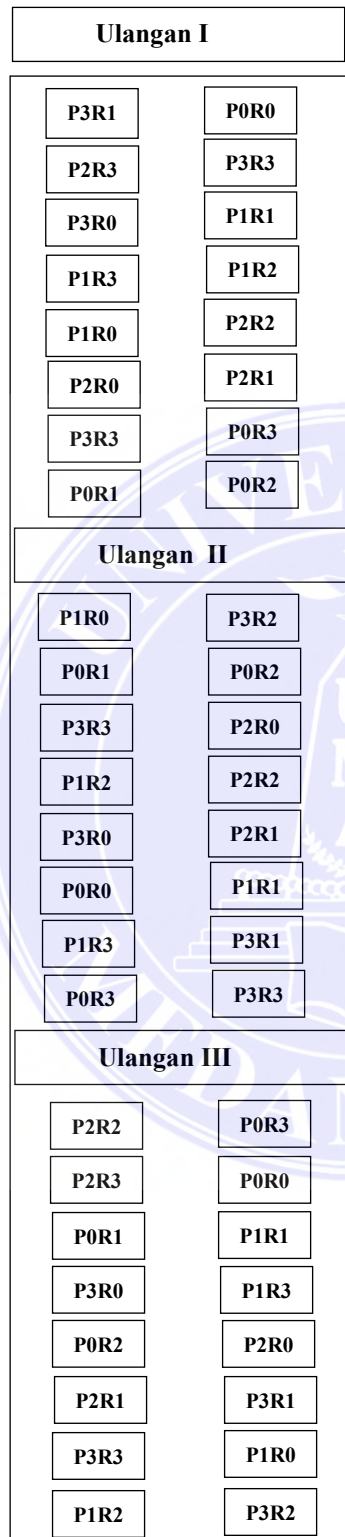 Ulangan I
P3R1 P0R0
P2R3 P3R3
P3R0 P1R1
P1R3 P1R2
P1R0 P2R2
P2R0 P2R1
P3R3 P0R3
P0R1 P0R2
Ulangan II
P1R0 P3R2
P0R1 P0R2
P3R3 P2R0
P1R2 P2R2
P3R0 P2R1
P0R0 P1R1
P1R3 P3R1
P0R3 P3R3
Ulangan III
P2R2 P0R3
P2R3 P0R0
P0R1 P1R1
P3R0 P1R3
P0R2 P2R0
P2R1 P3R1
P3R3 P1R0
P1R2 P3R2